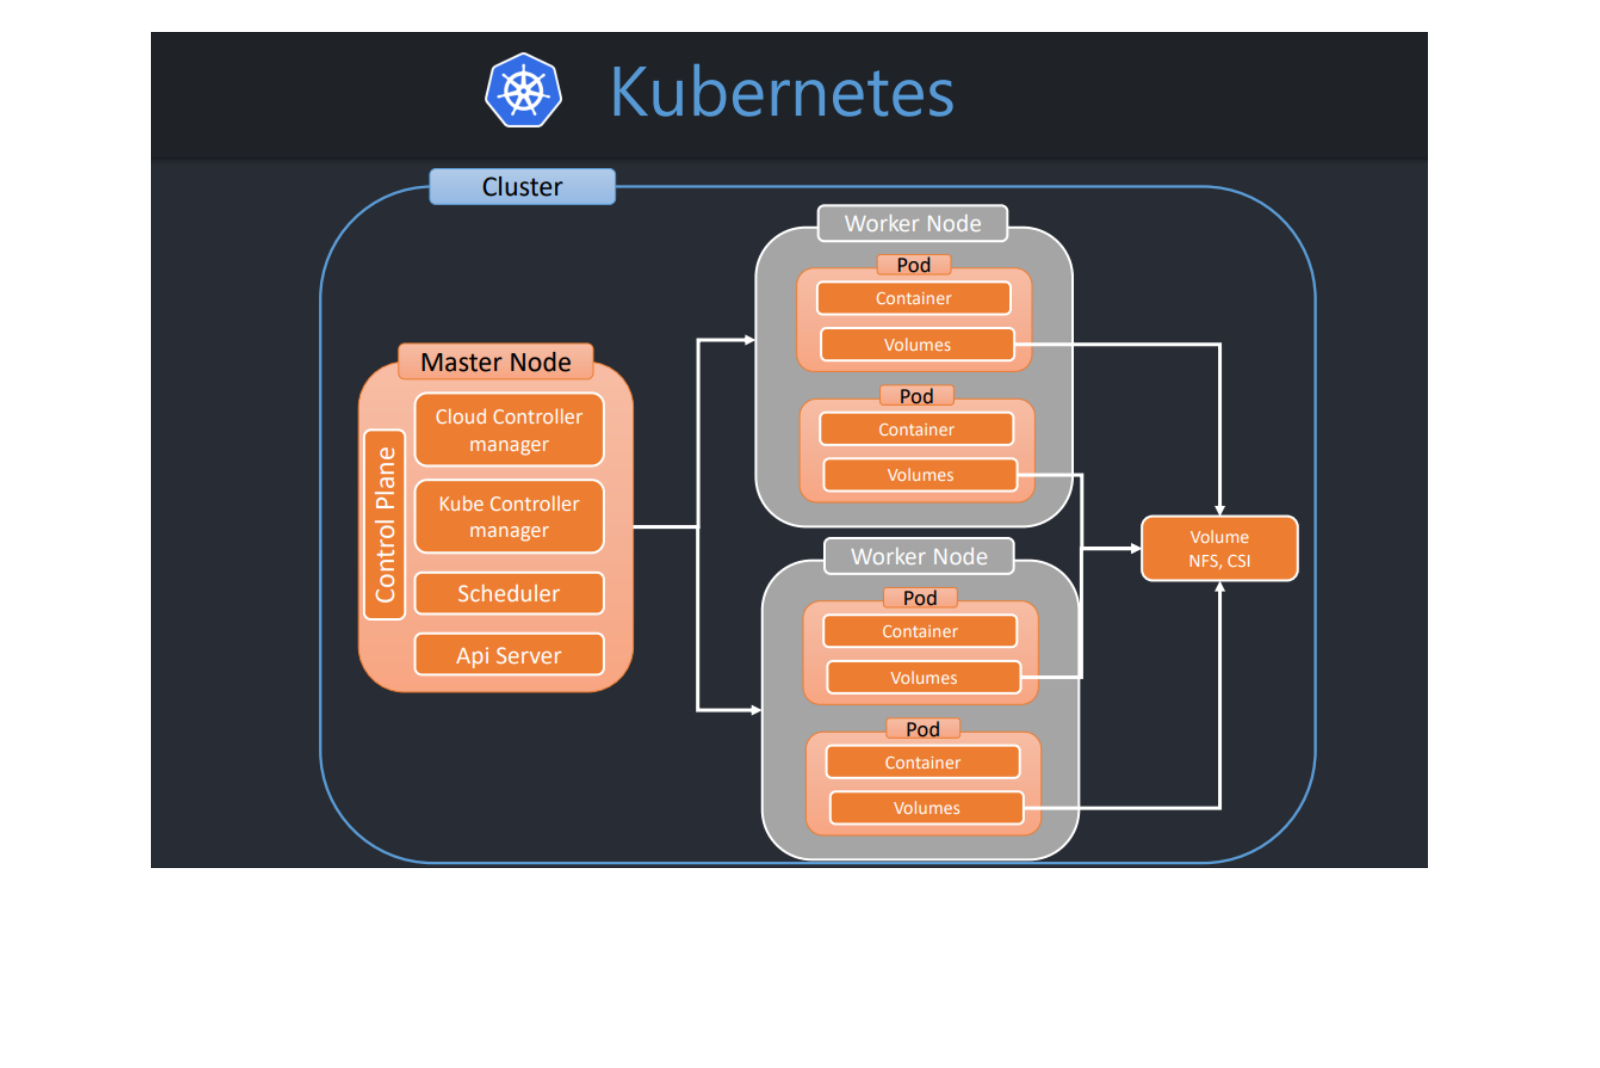 Kubernetes
Cluster
Master Node
Control Plane
Cloud Controller
manager
Kube Controller
manager
Scheduler
Api Server
Worker Node
Pod
Container
Volumes
Pod
Container
Volumes
Worker Node
Pod
Container
Volumes
Pod
Container
Volumes
Volume
NFS, CSI